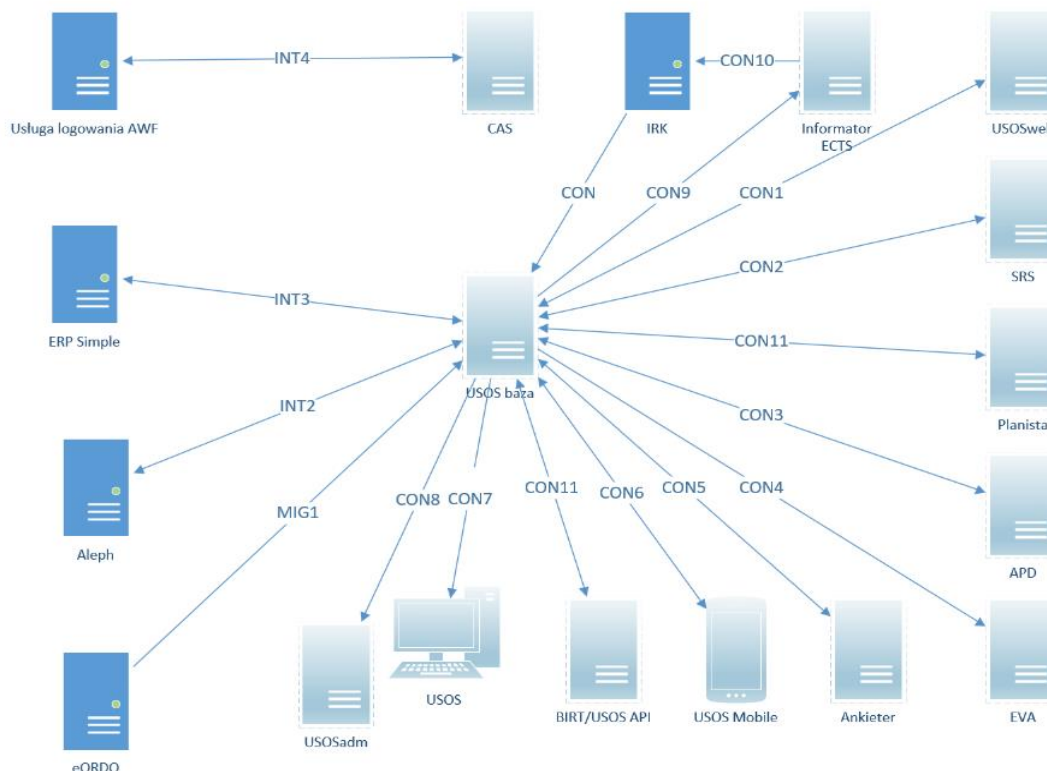 INT4
CON10
Usługa logowania AWF
CAS
IRK
Informator
ECTS
USOSweb
CON
CON9
CON1
CON2
SRS
INT3
ERP Simple
CON11
USOS baza
Planista
INT2
CON3
MIG1
CON8
CON7
CON11
CON6
CON5
CON4
Aleph
APD
USOS
USOSadm
BIRT/USOS API
USOS Mobile
Ankieter
EVA
eORDO